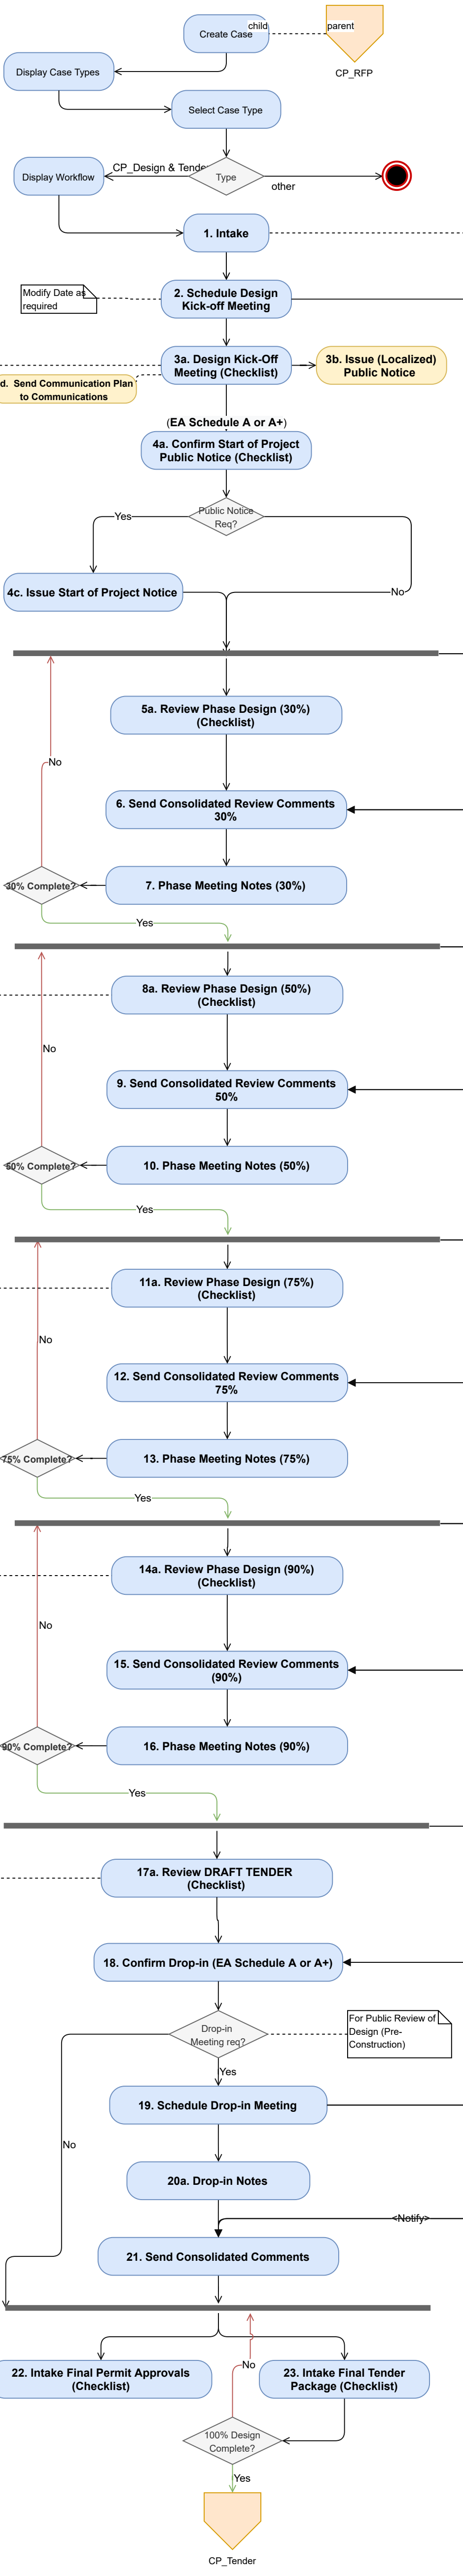 Create Case
child
parent
CP_RFP
Display Case Types
Select Case Type
Display Workflow
CP_Design & Tende
Type
other
1. Intake
Modify Date as
required
2. Schedule Design
Kick-off Meeting
3a. Design Kick-Off
Meeting (Checklist)
3b. Issue (Localized)
Public Notice
d. Send Communication Plan
to Communications
(EA Schedule A or A+)
4a. Confirm Start of Project
Public Notice (Checklist)
Public Notice
Req?
Yes
No
4c. Issue Start of Project Notice
5a. Review Phase Design (30%)
(Checklist)
No
6. Send Consolidated Review Comments
30%
30% Complete?
7. Phase Meeting Notes (30%)
Yes
8a. Review Phase Design (50%)
(Checklist)
No
9. Send Consolidated Review Comments
50%
50% Complete?
10. Phase Meeting Notes (50%)
Yes
11a. Review Phase Design (75%)
(Checklist)
No
12. Send Consolidated Review Comments
75%
75% Complete?
13. Phase Meeting Notes (75%)
Yes
14a. Review Phase Design (90%)
(Checklist)
No
15. Send Consolidated Review Comments
(90%)
90% Complete?
16. Phase Meeting Notes (90%)
Yes
17a. Review DRAFT TENDER
(Checklist)
18. Confirm Drop-in (EA Schedule A or A+)
Drop-in
Meeting req?
For Public Review of
Design (Pre-
Construction)
Yes
19. Schedule Drop-in Meeting
No
20a. Drop-in Notes
<Notify>
21. Send Consolidated Comments
No
22. Intake Final Permit Approvals
(Checklist)
23. Intake Final Tender
Package (Checklist)
100% Design
Complete?
Yes
CP_Tender